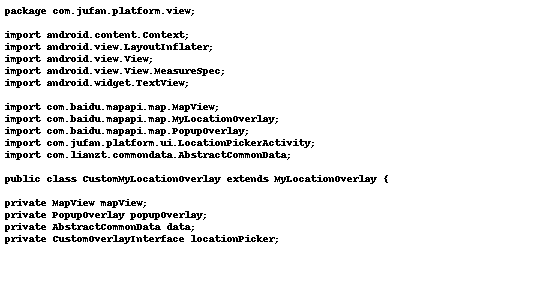 package com.jufan.platform.view;
import android.content.Context;
import android.view.LayoutInflater;
import android.view.View;
import android.view.View.MeasureSpec;
import android.widget.TextView;
import com.baidu.mapapi.map.MapView;
import com.baidu.mapapi.map.MyLocationOverlay;
import com.baidu.mapapi.map.PopupOverlay;
import com.jufan.platform.ui.LocationPickerActivity;
import com.lianzt.commondata.AbstractCommonData;
public class CustomMyLocationOverlay extends MyLocationOverlay {
private MapView mapView;
private PopupOverlay popupOverlay;
private AbstractCommonData data;
private CustomOverlayInterface locationPicker;